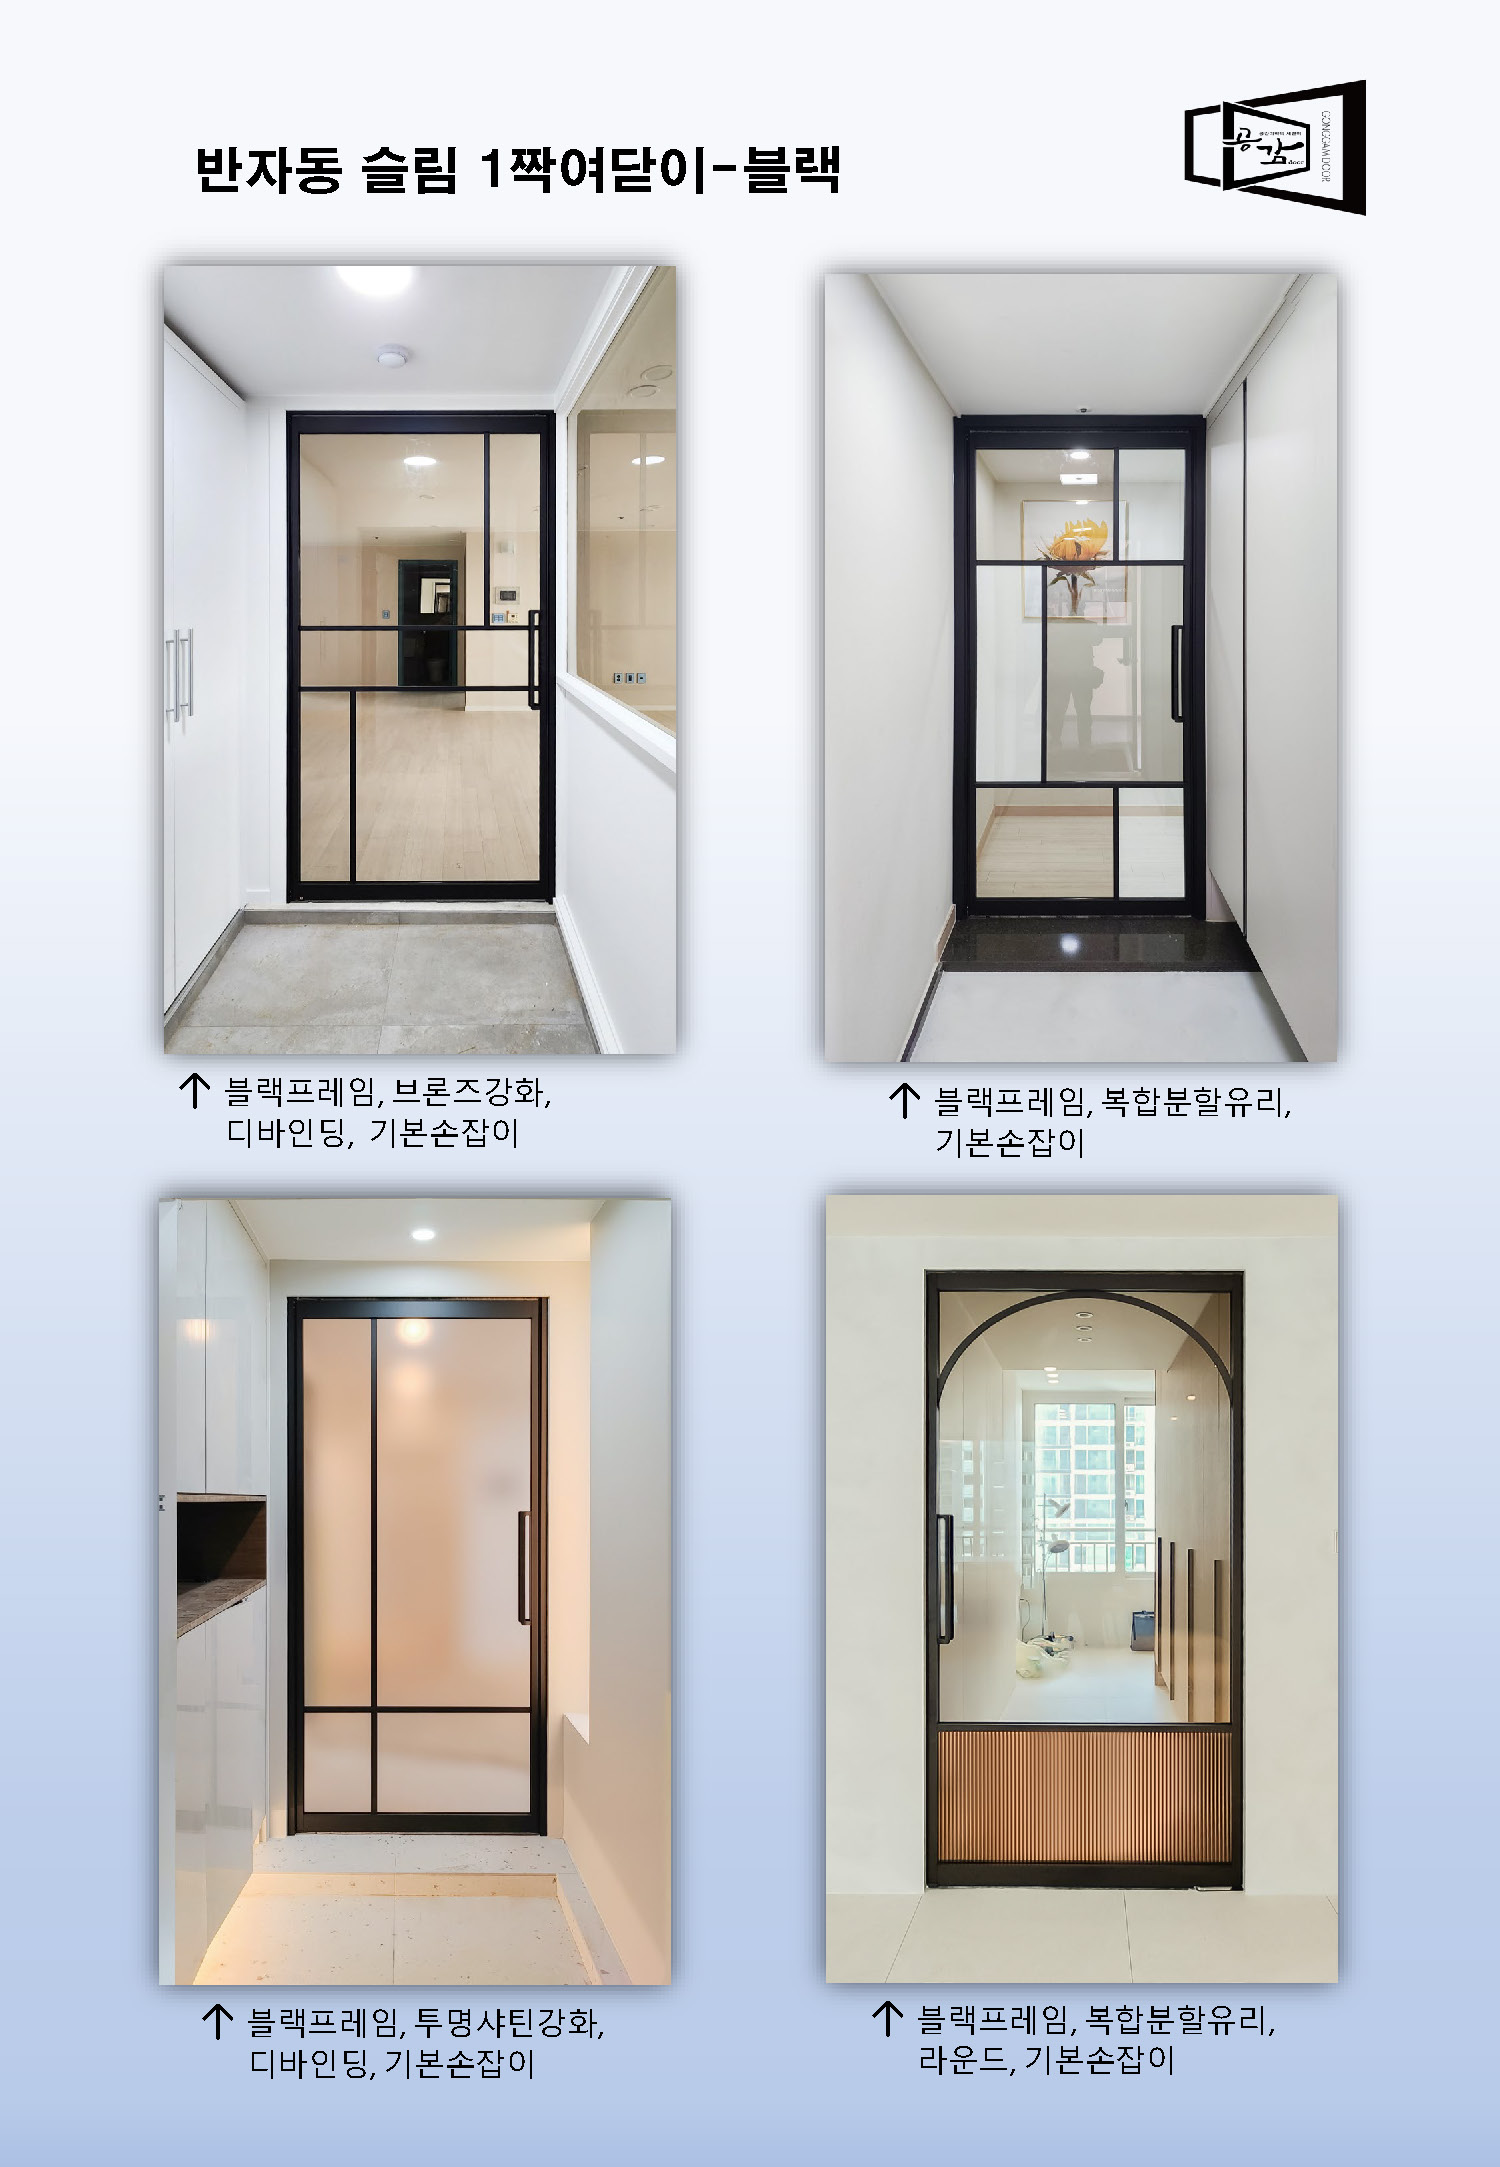 반자동 슬림 1짝여닫이-블랙
공감
door
GONGGAM DCOR
↑ 블랙프레임, 브론즈강화,
디바인딩, 기본손잡이
↑ 블랙프레임, 복합분할유리,
기본손잡이
↑ 블랙프레임, 투명샤틴강화,
디바인딩, 기본손잡이
↑ 블랙프레임, 복합분할유리,
라운드, 기본손잡이